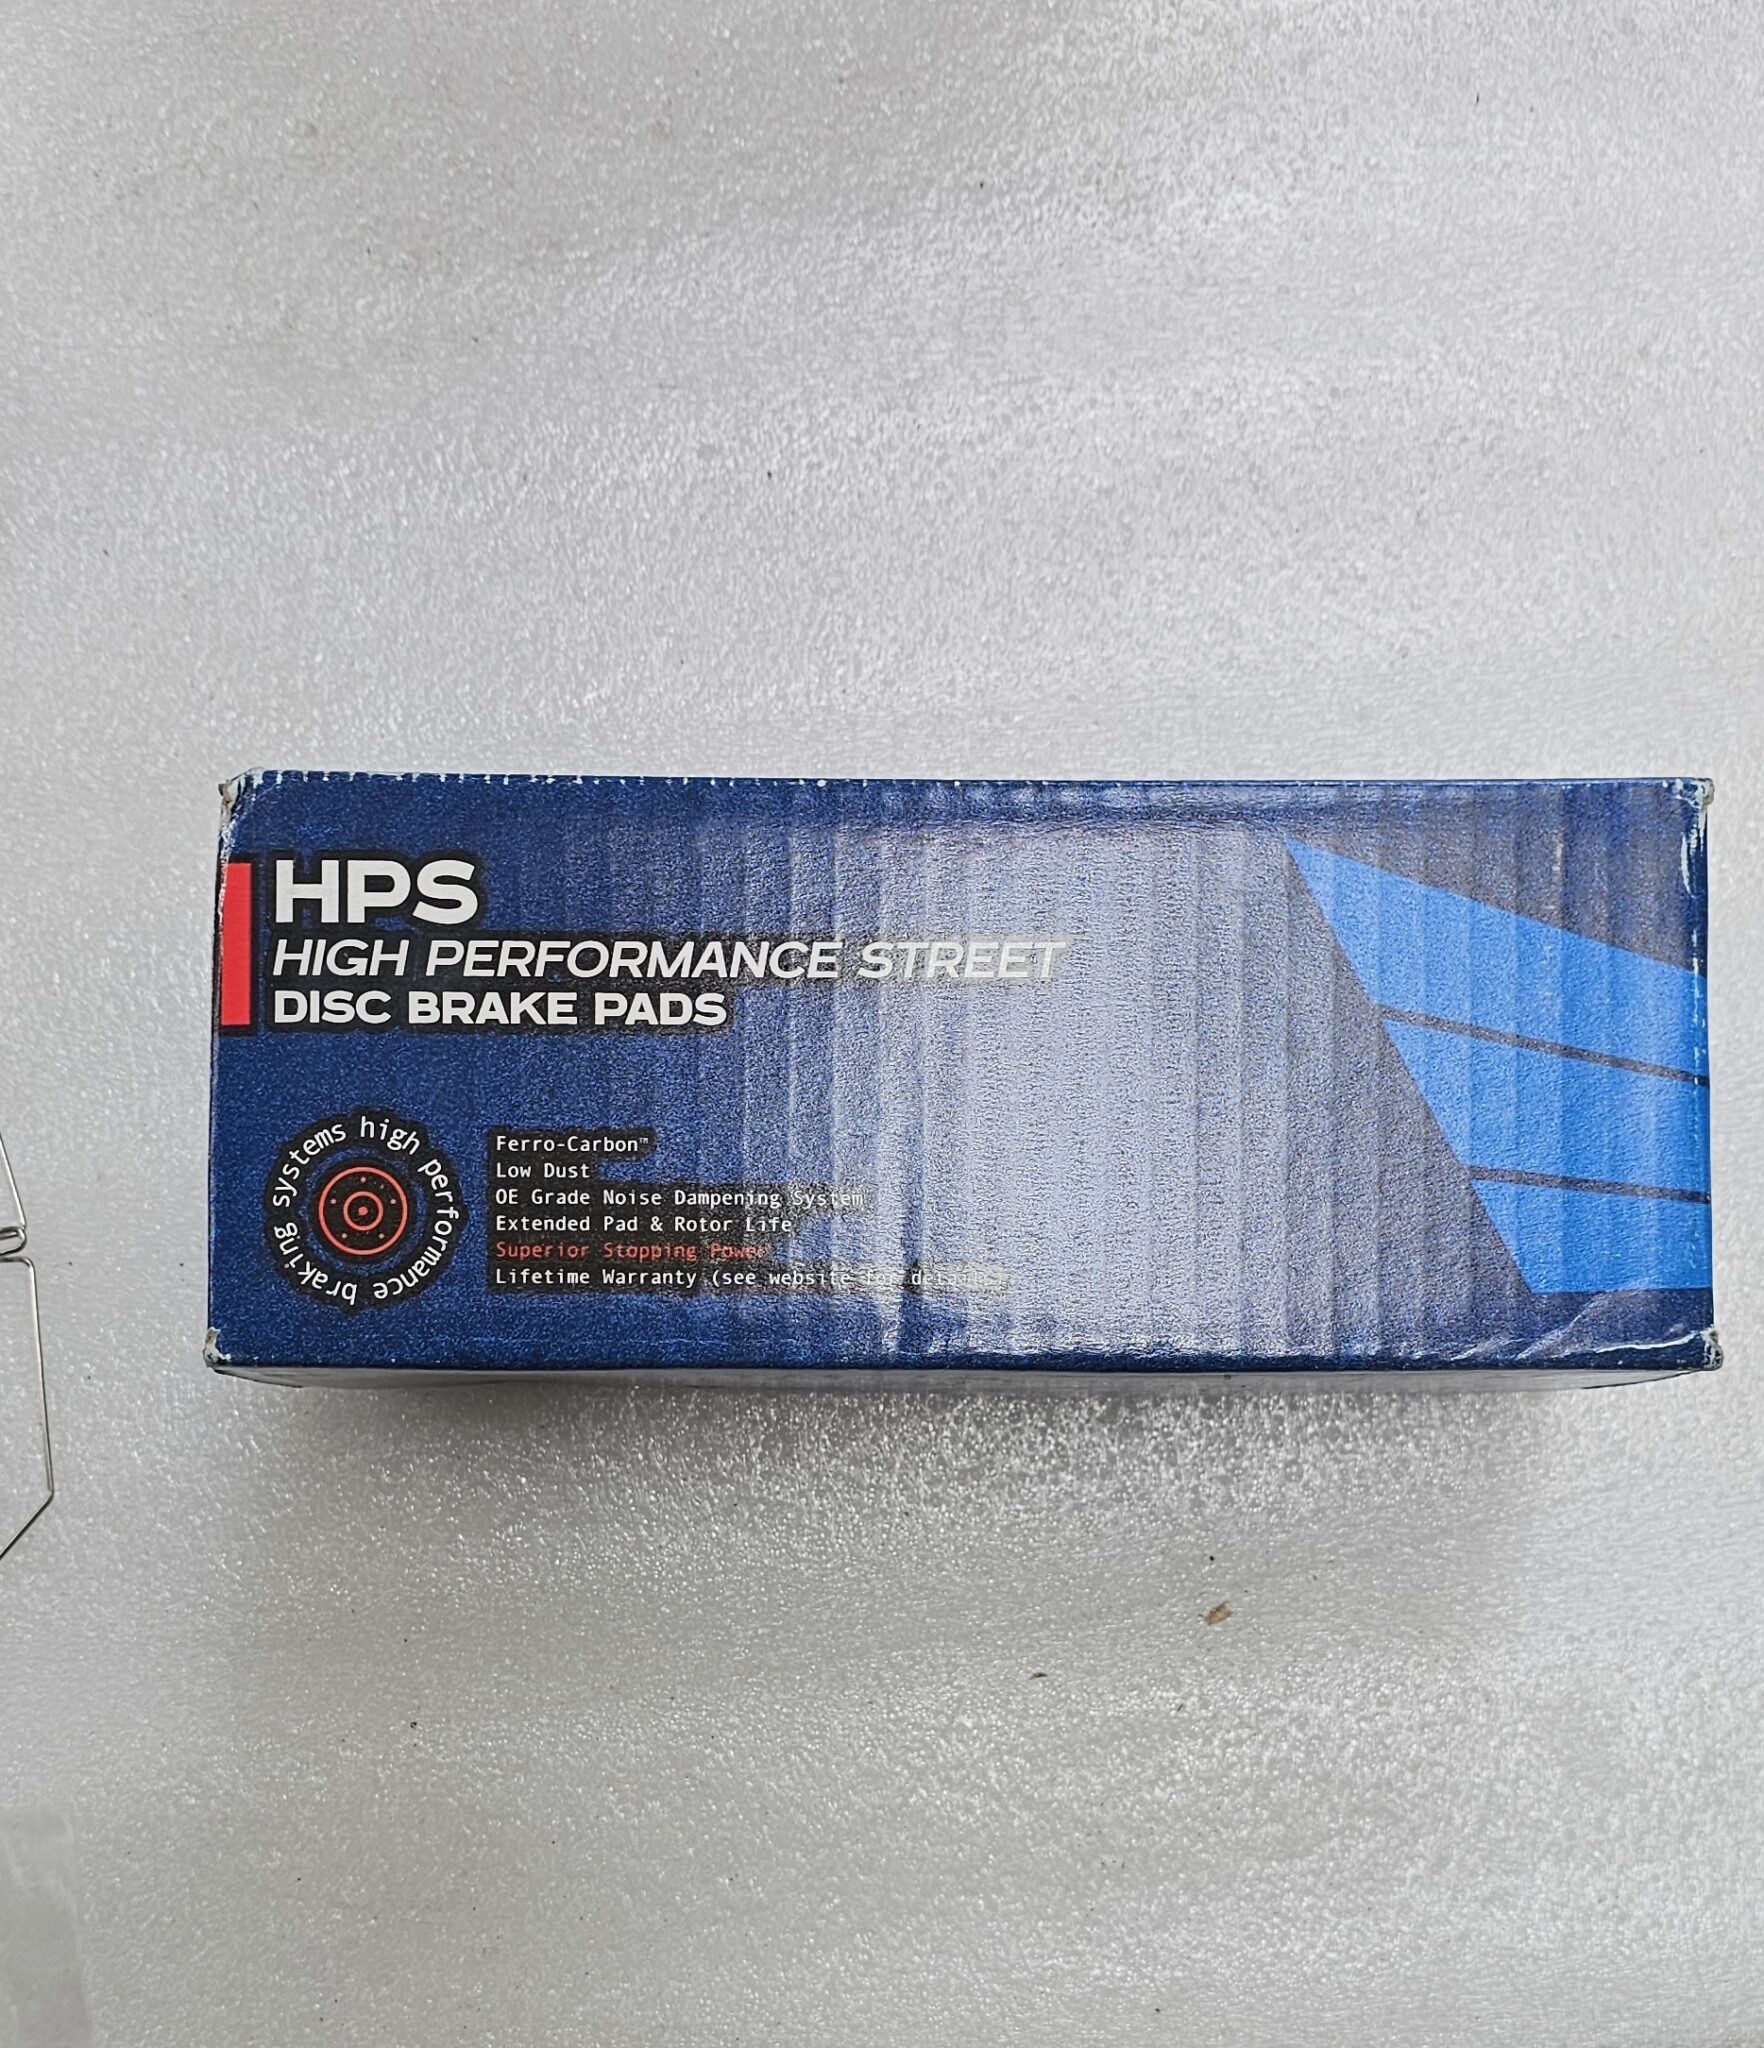 HPS
HIGH PERFORMANCE STREET
DISC BRAKE PADS
systems high performance braking
Ferro-Carbon™
Low Dust
OE Grade Noise Dampening System
Extended Pad & Rotor Life
Superior Stopping Power
Lifetime Warranty (see website for details)